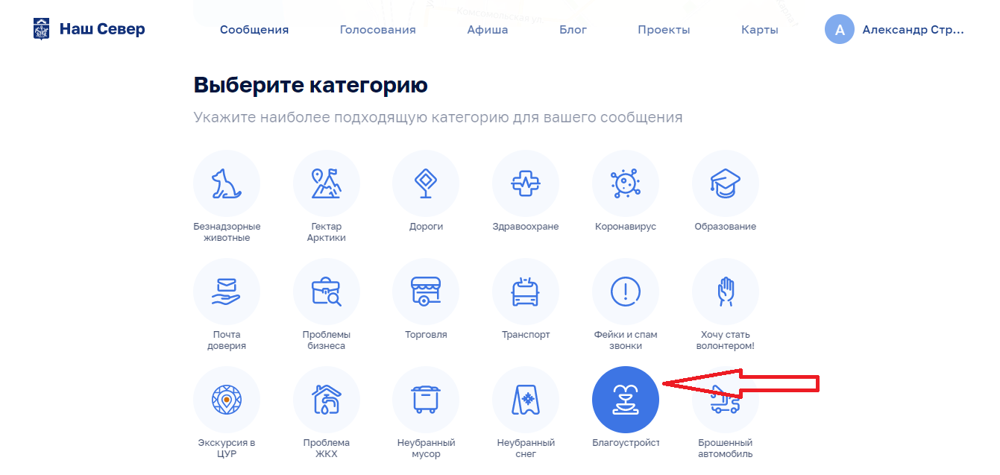 Комсомольская ул.
Наш Север
Сообщения
Голосования
Афиша
Блог
Проекты
Карты
А
Александр Стр...
Выберите категорию
Укажите наиболее подходящую категорию для вашего сообщения
Безнадзорные
животные
Гектар
Арктики
Дороги
Здравоохране
Коронавирус
Образование
Почта
доверия
Проблемы
бизнеса
Торговля
Транспорт
Фейки и спам
звонки
Хочу стать
волонтером!
Экскурсия в
ЦУР
Проблема
ЖКХ
Неубранный
мусор
Неубранный
снег
Благоустройст
Брошенный
автомобиль